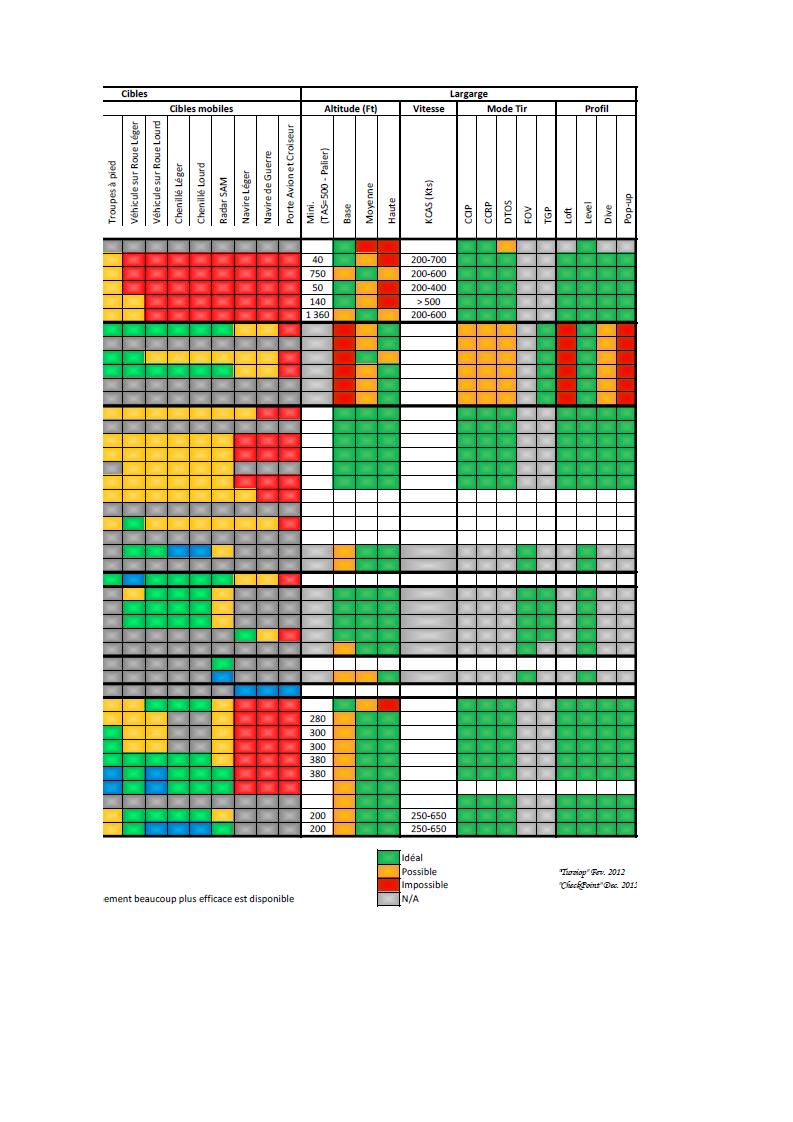 Cibles Largarge
Cibles mobiles Altitude (Ft) Vitesse Mode Tir Profil
Troupes à pied
Véhicule sur Roue Léger
Véhicule sur Roue Lourd
Chenillé Léger
Chenillé Lourd
Radar SAM
Navire Léger
Navire de Guerre
Porte Avion et Croiseur
Mini.
(TAS=500 - Palier)
Base
Moyenne
Haute
KCAS (Kts)
CCIP
CCRP
DTOS
FOV
TGP
Loft
Level
Dive
Pop-up
40 200-700
750 200-600
50 200-400
140 > 500
1 360 200-600
280
300
300
380
380
200 250-650
200 250-650
Idéal
Possible "Turoiop" Fev. 2012
Impossible "CheckPoint" Dec. 2011
ement beaucoup plus efficace est disponible N/A